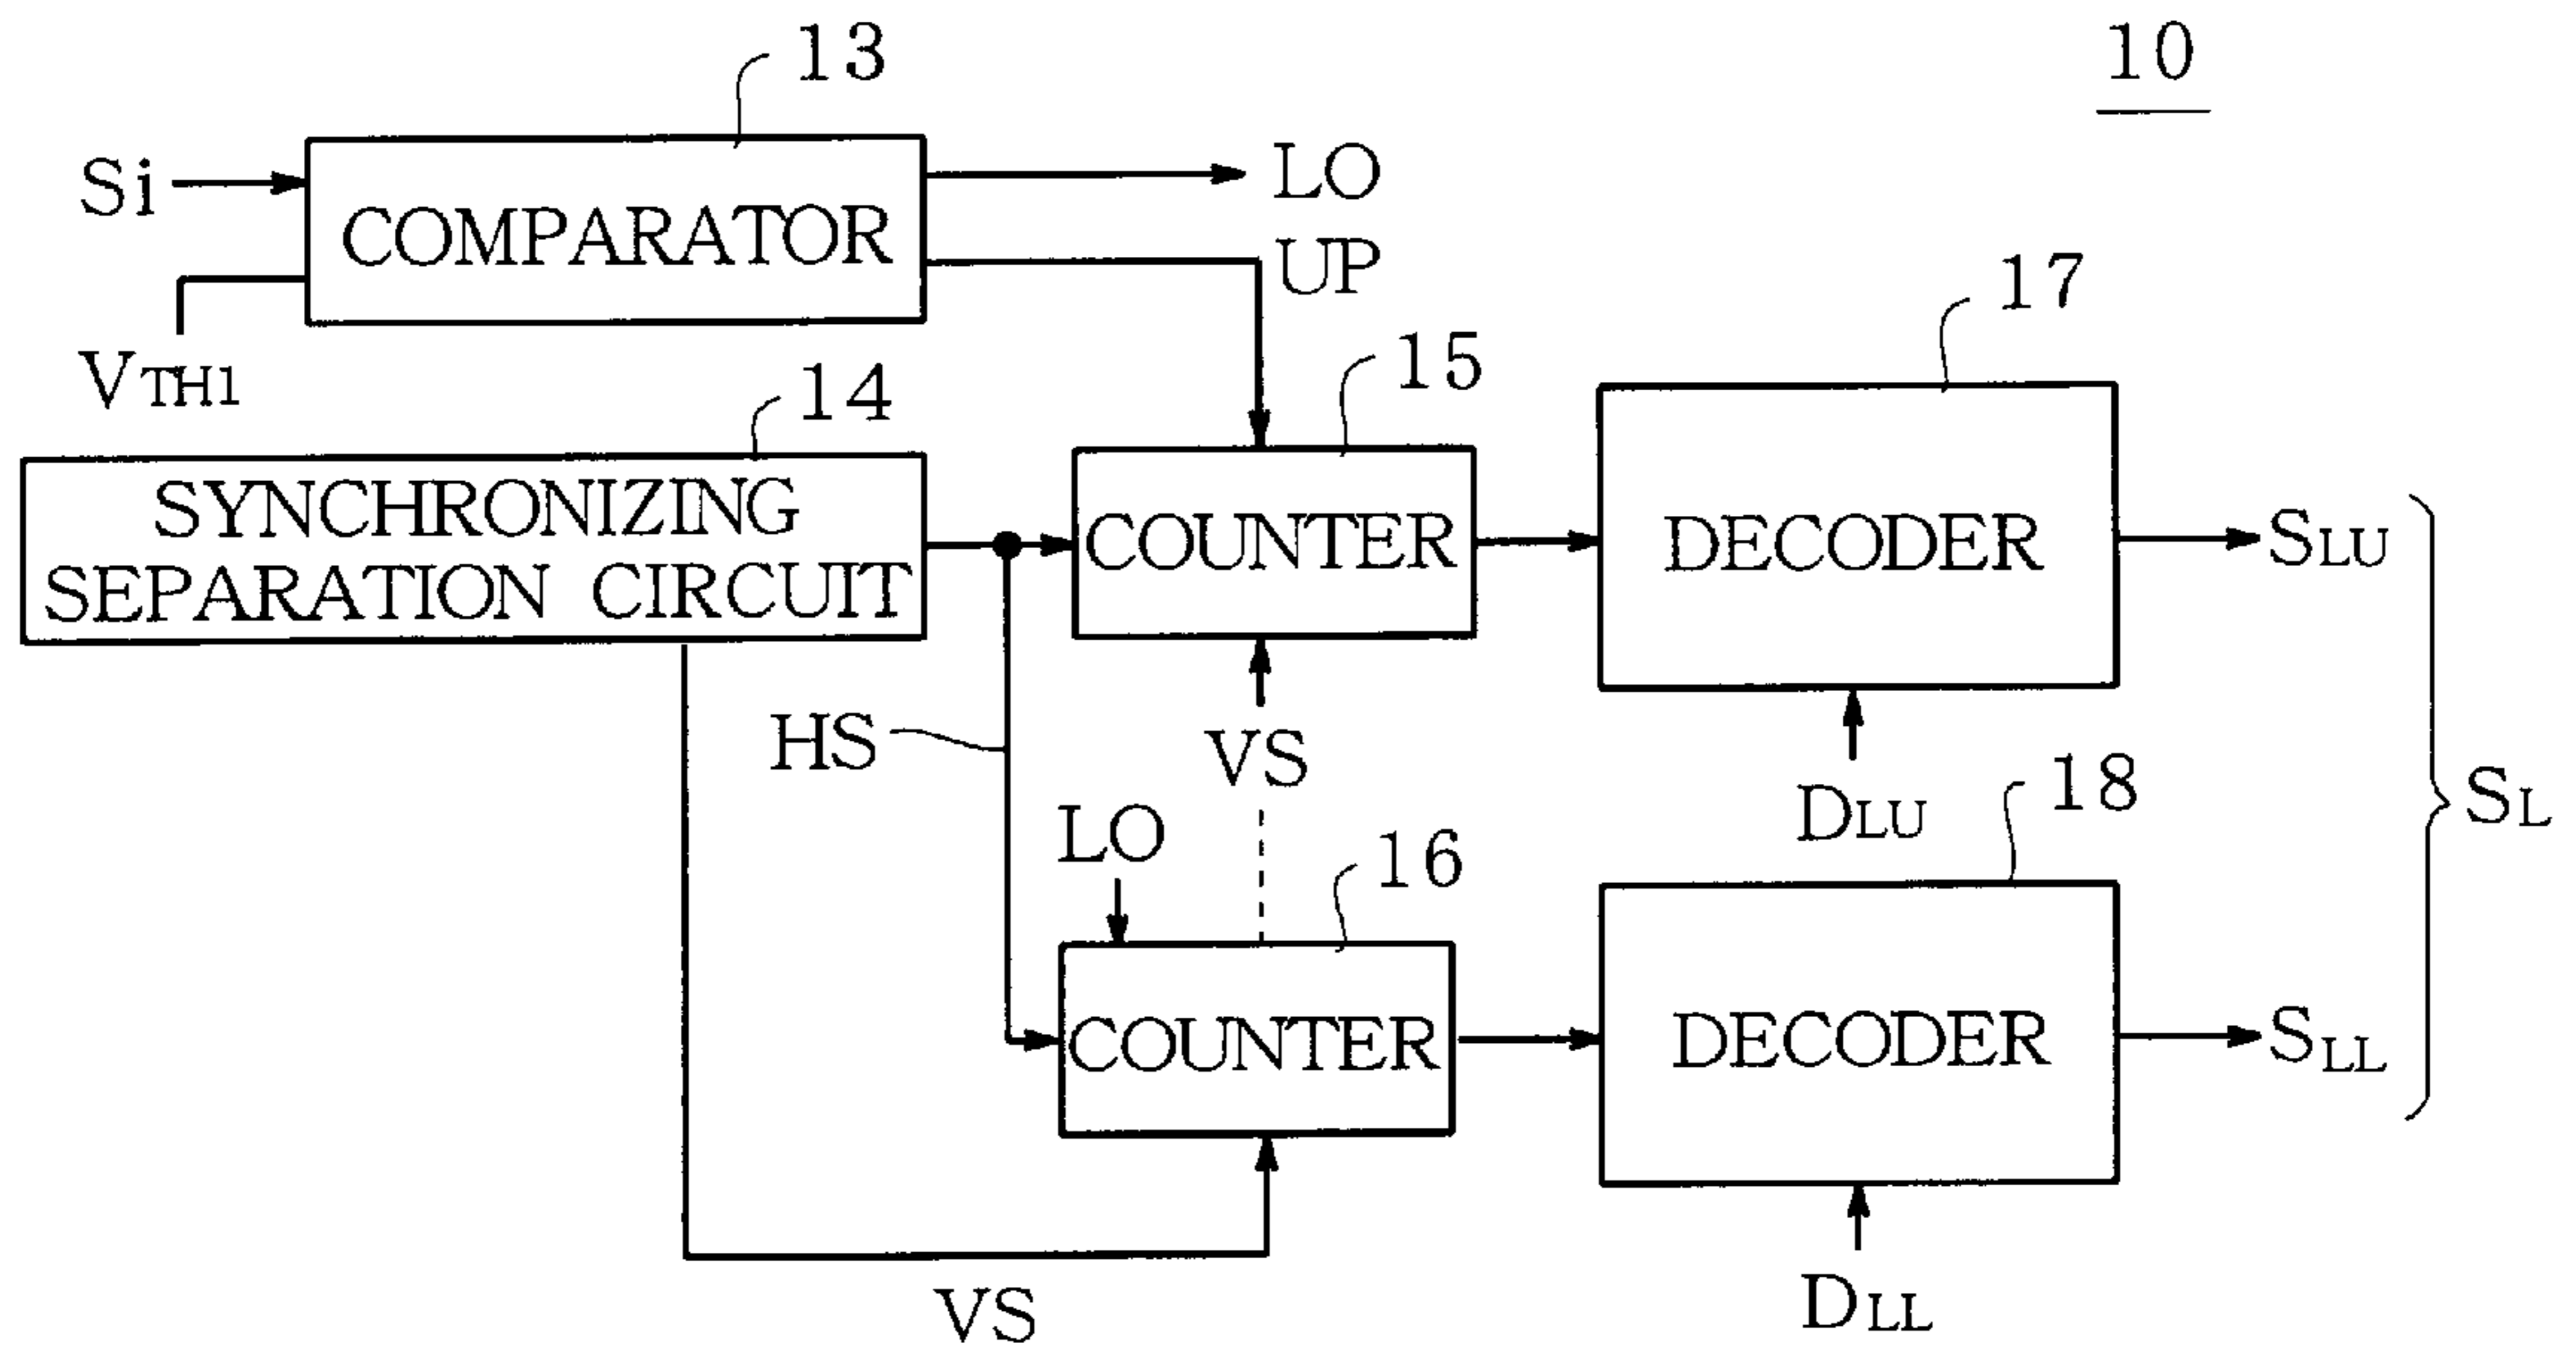 10
13
Si
COMPARATOR
LO
UP
VTH1
14
15
17
SYNCHRONIZING
SEPARATION CIRCUIT
COUNTER
DECODER
SLU
HS
VS
DLU
SL
LO
16
18
COUNTER
DECODER
SLL
VS
DLL